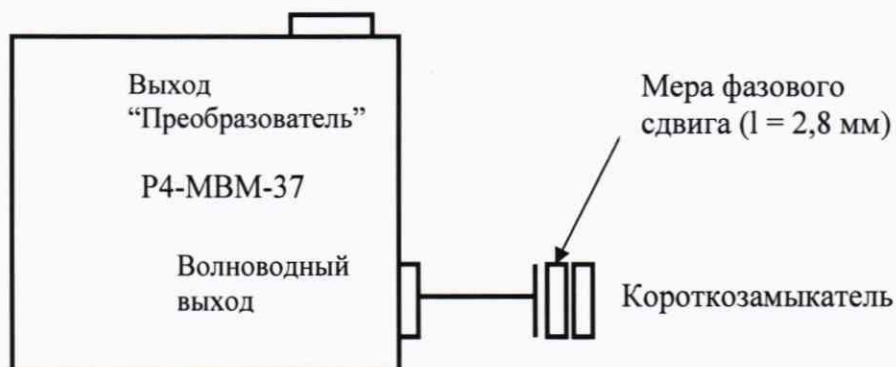 Выход
“Преобразователь”
Р4-МВМ-37
Волноводный
выход
Мера фазового
сдвига (l = 2,8 мм)
Короткозамыкатель